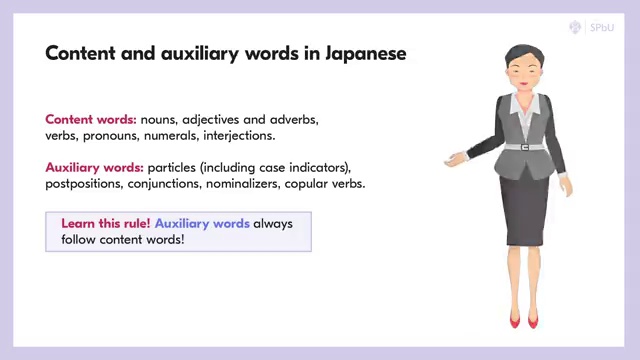 SPbU
Content and auxiliary words in Japanese
Content words: nouns, adjectives and adverbs,
verbs, pronouns, numerals, interjections.
Auxiliary words: particles (including case indicators),
postpositions, conjunctions, nominalizers, copular verbs.
Learn this rule! Auxiliary words always
follow content words!